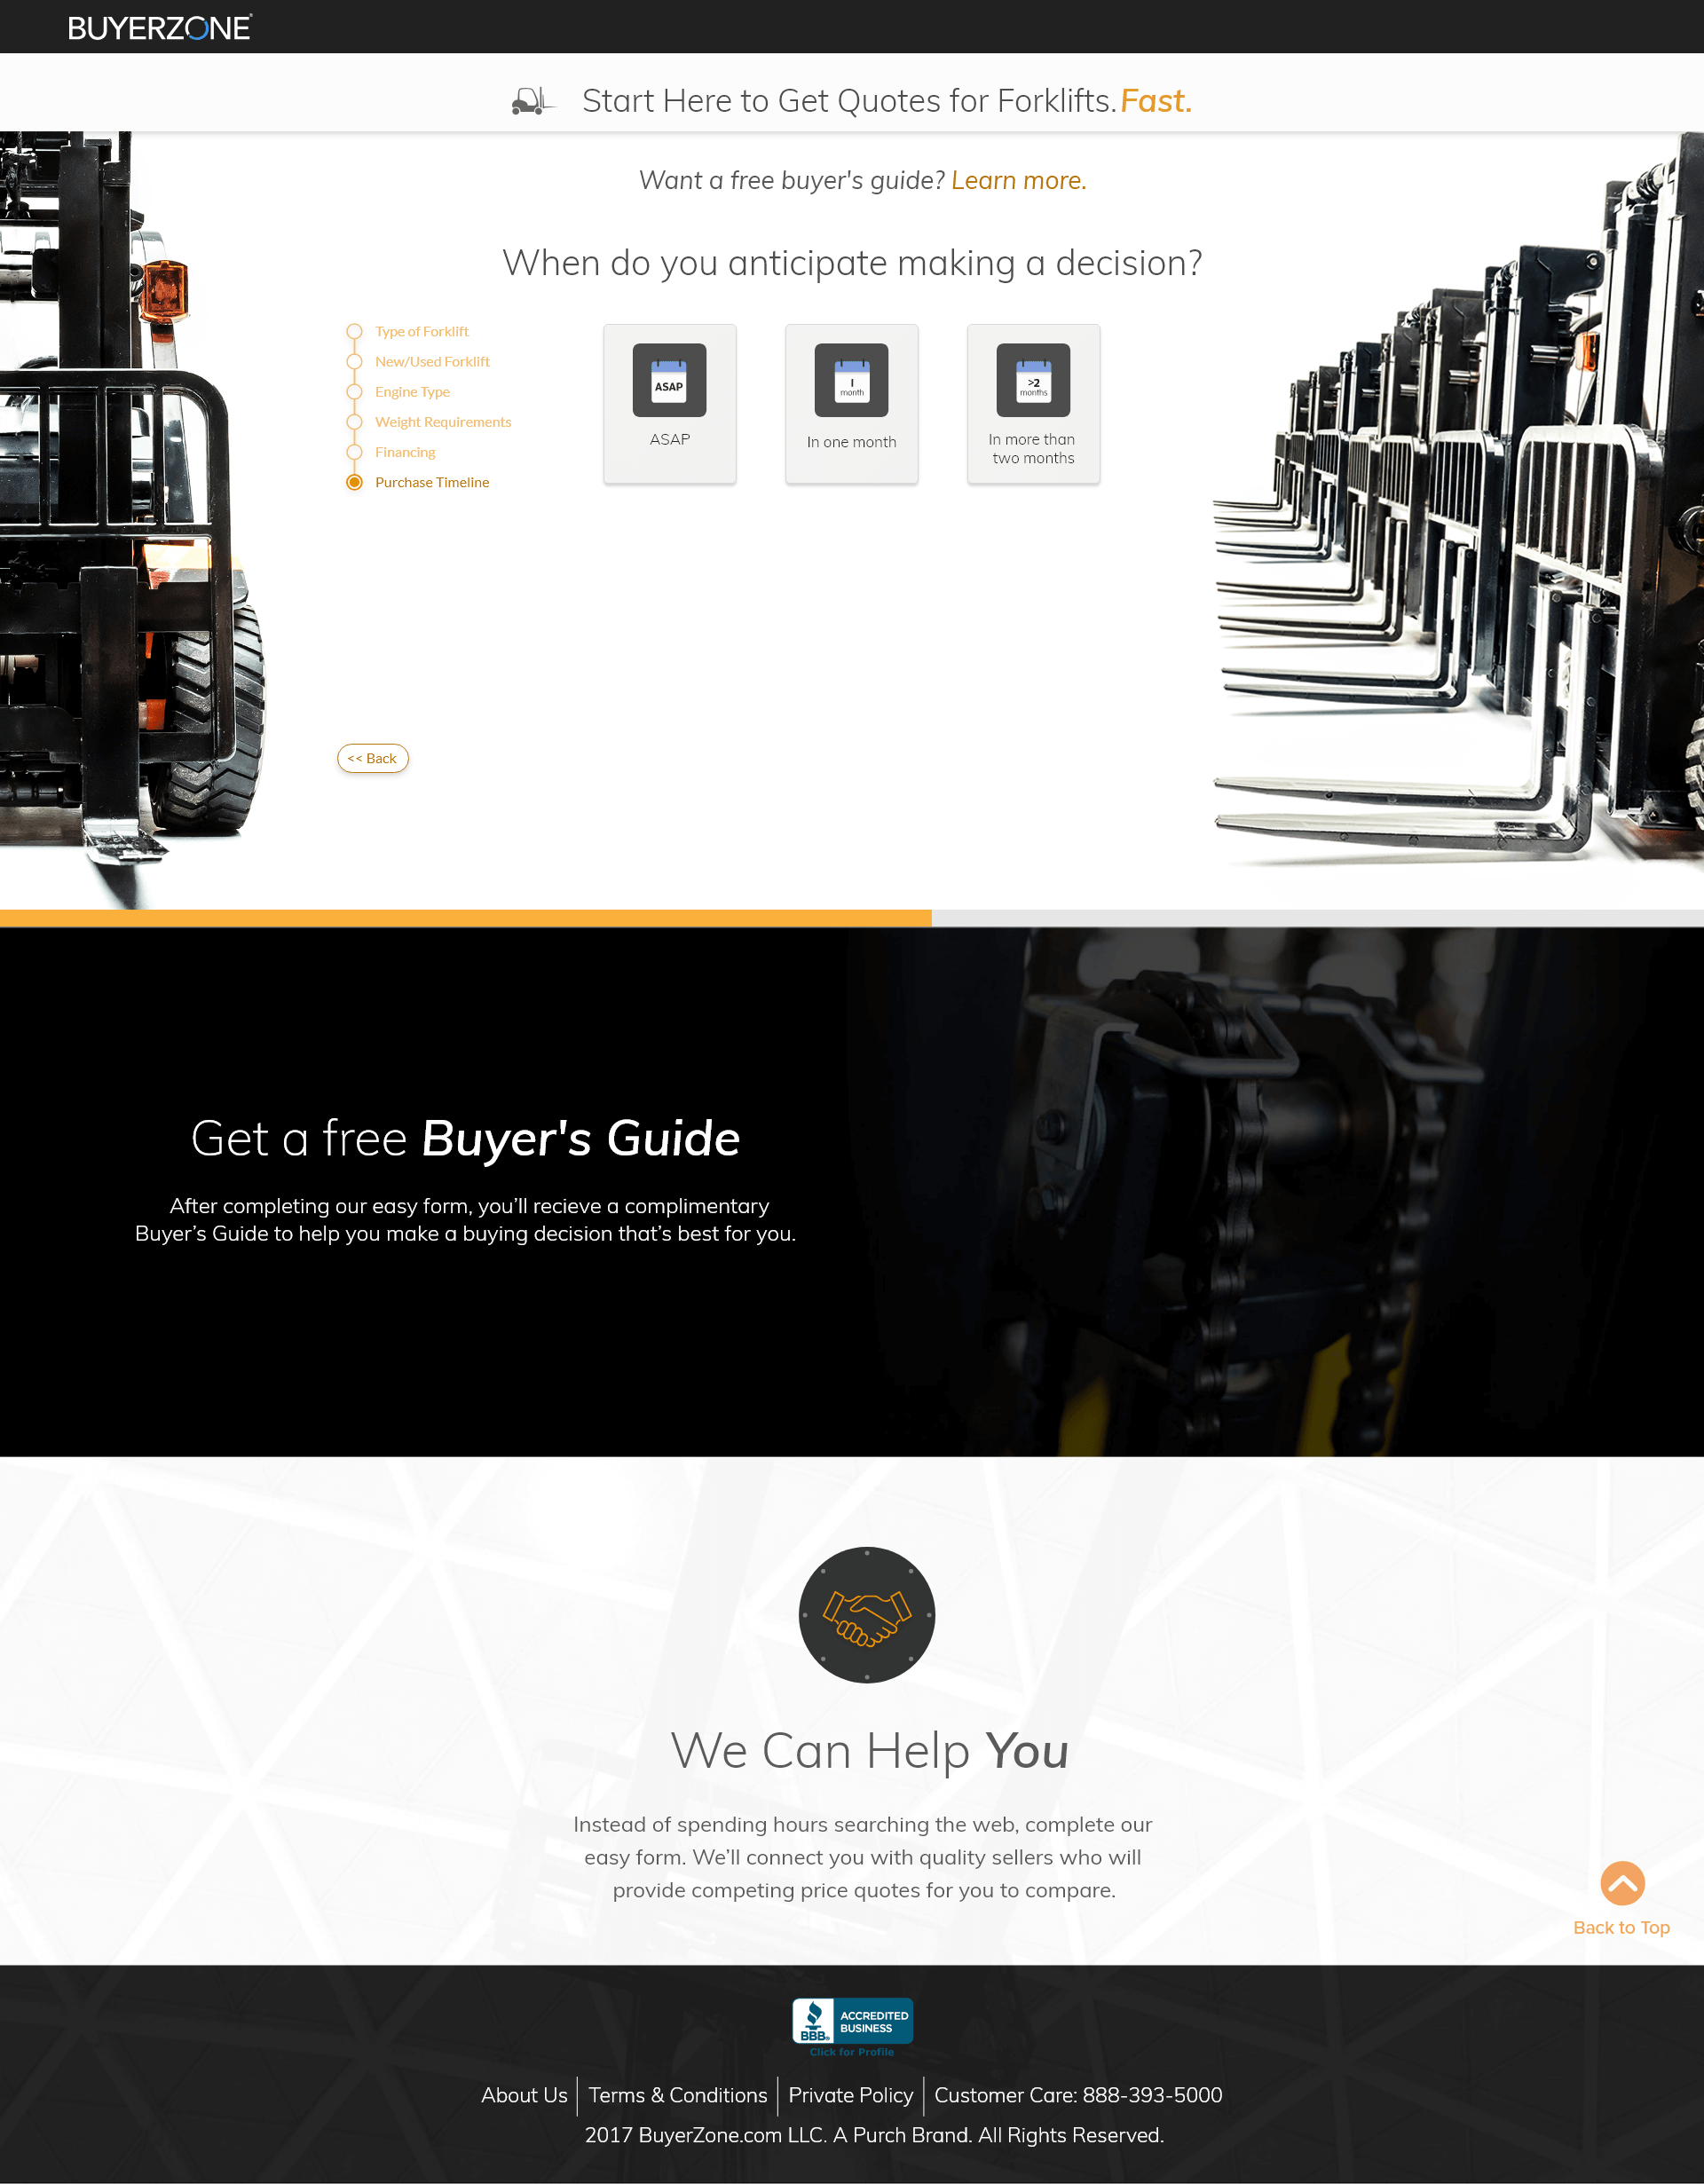 BUYERZONE
Start Here to Get Quotes for Forklifts. Fast.
Want a free buyer's guide? Learn more.
When do you anticipate making a decision?
Type of Forklift
New/Used Forklift
Engine Type
Weight Requirements
Financing
Purchase Timeline
ASAP
ASAP
1
month
In one month
>2
months
In more than
two months
<< Back
Get a free Buyer's Guide
After completing our easy form, you’ll recieve a complimentary
Buyer’s Guide to help you make a buying decision that’s best for you.
We Can Help You
Instead of spending hours searching the web, complete our
easy form. We’ll connect you with quality sellers who will
provide competing price quotes for you to compare.
Back to Top
BBB.
ACCREDITED
BUSINESS
Click for Profile
About Us | Terms & Conditions | Private Policy | Customer Care: 888-393-5000
2017 BuyerZone.com LLC. A Purch Brand. All Rights Reserved.